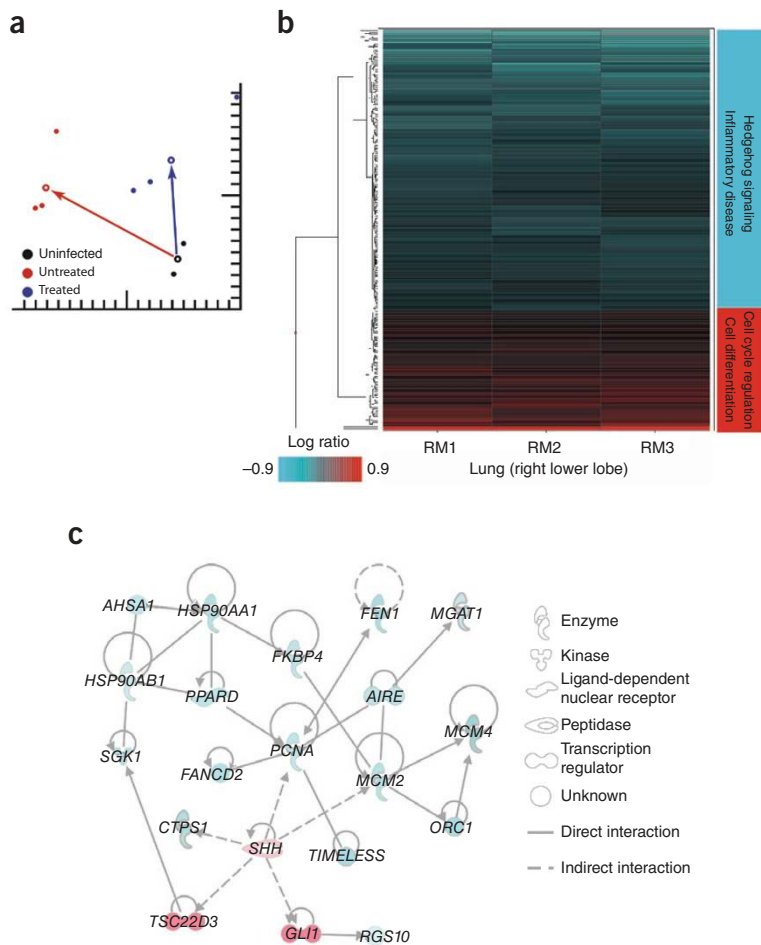 a
b
Uninfected
Untreated
Treated
Hedgehog signaling
Inflammatory disease
Cell cycle regulation
Cell differentiation
Log ratio
–0.9
0.9
RM1
RM2
RM3
Lung (right lower lobe)
c
AHSA1
HSP90AA1
FEN1
MGAT1
FKBP4
HSP90AB1
PPARD
AIRE
SGK1
FANCD2
PCNA
MCM4
MCM2
CTPS1
SHH
TIMELESS
ORC1
TSC22D3
GLI1
RGS10
Enzyme
Kinase
Ligand-dependent
nuclear receptor
Peptidase
Transcription
regulator
Unknown
Direct interaction
Indirect interaction